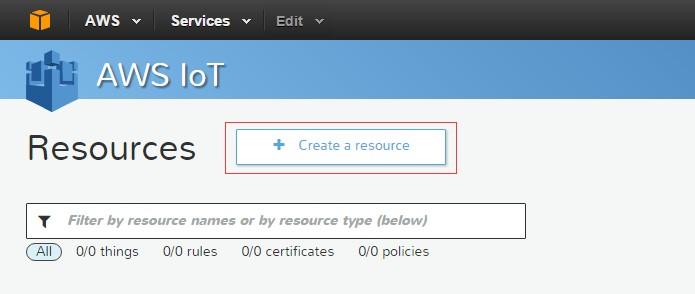 AWS Services Edit
AWS IoT
Resources + Create a resource
Filter by resource names or by resource type (below)
All 0/0 things 0/0 rules 0/0 certificates 0/0 policies